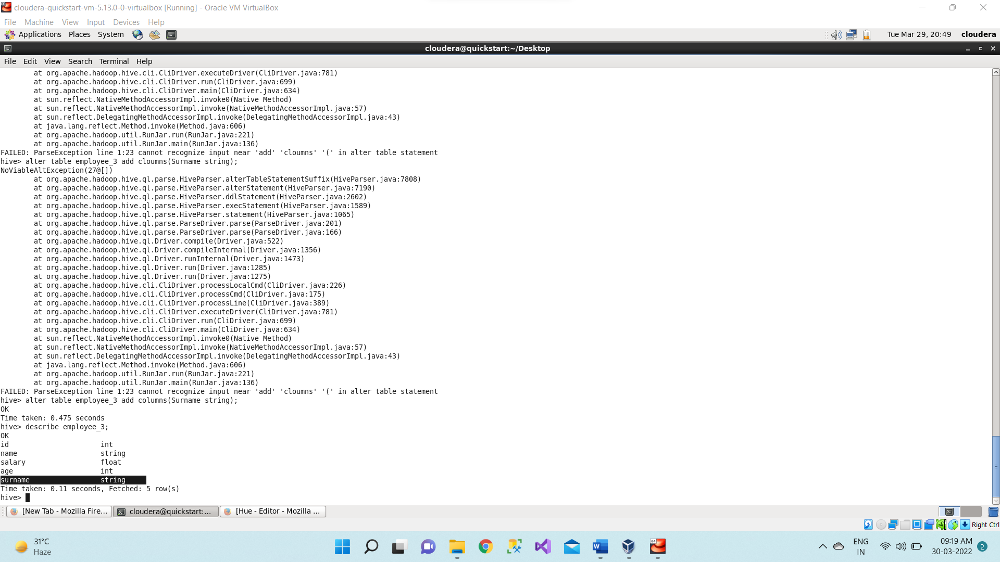 cloudera-quickstart-vm-5.13.0-0-virtualbox [Running] - Oracle VM VirtualBox
File Machine View Input Devices Help
Applications Places System Tue Mar 29, 20:49 cloudera
cloudera@quickstart:~/Desktop
File Edit View Search Terminal Help
at org.apache.hadoop.hive.cli.CliDriver.executeDriver(CliDriver.java:781)
at org.apache.hadoop.hive.cli.CliDriver.run(CliDriver.java:699)
at org.apache.hadoop.hive.cli.CliDriver.main(CliDriver.java:634)
at sun.reflect.NativeMethodAccessorImpl.invoke0(Native Method)
at sun.reflect.NativeMethodAccessorImpl.invoke(NativeMethodAccessorImpl.java:57)
at sun.reflect.DelegatingMethodAccessorImpl.invoke(DelegatingMethodAccessorImpl.java:43)
at java.lang.reflect.Method.invoke(Method.java:606)
at org.apache.hadoop.util.RunJar.run(RunJar.java:221)
at org.apache.hadoop.util.RunJar.main(RunJar.java:136)
FAILED: ParseException line 1:23 cannot recognize input near 'add' 'cloumns' '(' in alter table statement
hive> alter table employee_3 add cloumns(Surname string);
NoViableAltException(27@[])
at org.apache.hadoop.hive.ql.parse.HiveParser.alterTableStatementSuffix(HiveParser.java:7808)
at org.apache.hadoop.hive.ql.parse.HiveParser.alterStatement(HiveParser.java:7190)
at org.apache.hadoop.hive.ql.parse.HiveParser.ddlStatement(HiveParser.java:2602)
at org.apache.hadoop.hive.ql.parse.HiveParser.execStatement(HiveParser.java:1589)
at org.apache.hadoop.hive.ql.parse.HiveParser.statement(HiveParser.java:1065)
at org.apache.hadoop.hive.ql.parse.ParseDriver.parse(ParseDriver.java:201)
at org.apache.hadoop.hive.ql.parse.ParseDriver.parse(ParseDriver.java:166)
at org.apache.hadoop.hive.ql.Driver.compile(Driver.java:522)
at org.apache.hadoop.hive.ql.Driver.compileInternal(Driver.java:1356)
at org.apache.hadoop.hive.ql.Driver.runInternal(Driver.java:1473)
at org.apache.hadoop.hive.ql.Driver.run(Driver.java:1285)
at org.apache.hadoop.hive.ql.Driver.run(Driver.java:1275)
at org.apache.hadoop.hive.cli.CliDriver.processLocalCmd(CliDriver.java:226)
at org.apache.hadoop.hive.cli.CliDriver.processCmd(CliDriver.java:175)
at org.apache.hadoop.hive.cli.CliDriver.processLine(CliDriver.java:389)
at org.apache.hadoop.hive.cli.CliDriver.executeDriver(CliDriver.java:781)
at org.apache.hadoop.hive.cli.CliDriver.run(CliDriver.java:699)
at org.apache.hadoop.hive.cli.CliDriver.main(CliDriver.java:634)
at sun.reflect.NativeMethodAccessorImpl.invoke0(Native Method)
at sun.reflect.NativeMethodAccessorImpl.invoke(NativeMethodAccessorImpl.java:57)
at sun.reflect.DelegatingMethodAccessorImpl.invoke(DelegatingMethodAccessorImpl.java:43)
at java.lang.reflect.Method.invoke(Method.java:606)
at org.apache.hadoop.util.RunJar.run(RunJar.java:221)
at org.apache.hadoop.util.RunJar.main(RunJar.java:136)
FAILED: ParseException line 1:23 cannot recognize input near 'add' 'cloumns' '(' in alter table statement
hive> alter table employee_3 add columns(Surname string);
OK
Time taken: 0.475 seconds
hive> describe employee_3;
OK
id int
name string
salary float
age int
surname string
Time taken: 0.11 seconds, Fetched: 5 row(s)
hive>
[New Tab - Mozilla Fire... cloudera@quickstart:... [Hue - Editor - Mozilla ...
Right Ctrl
31°C
Haze
ENG
IN
09:19 AM
30-03-2022
2